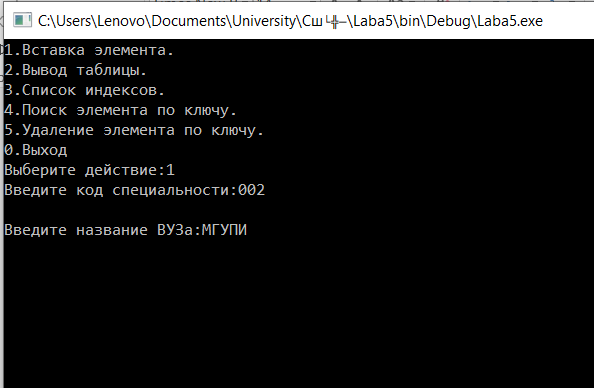 C:\Users\Lenovo\Documents\University\Сш└╬─\Laba5\bin\Debug\Laba5.exe
1.Вставка элемента.
2.Вывод таблицы.
3.Список индексов.
4.Поиск элемента по ключу.
5.Удаление элемента по ключу.
0.Выход
Выберите действие:1
Введите код специальности:002
Введите название ВУЗа:МГУПИ